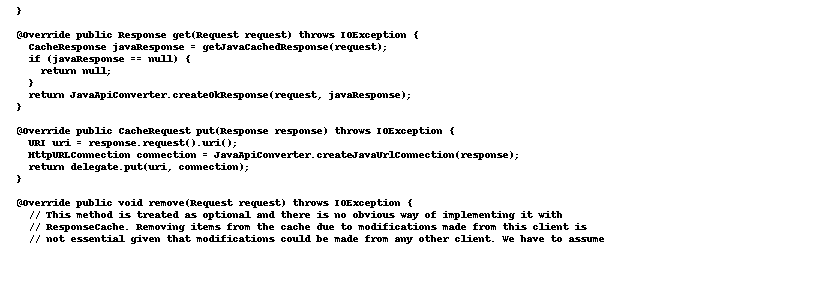 }

@Override public Response get(Request request) throws IOException {
  CacheResponse javaResponse = getJavaCachedResponse(request);
  if (javaResponse == null) {
    return null;
  }
  return JavaApiConverter.createOkResponse(request, javaResponse);
}

@Override public CacheRequest put(Response response) throws IOException {
  URI uri = response.request().uri();
  HttpURLConnection connection = JavaApiConverter.createJavaUrlConnection(response);
  return delegate.put(uri, connection);
}

@Override public void remove(Request request) throws IOException {
  // This method is treated as optional and there is no obvious way of implementing it with
  // ResponseCache. Removing items from the cache due to modifications made from this client is
  // not essential given that modifications could be made from any other client. We have to assume